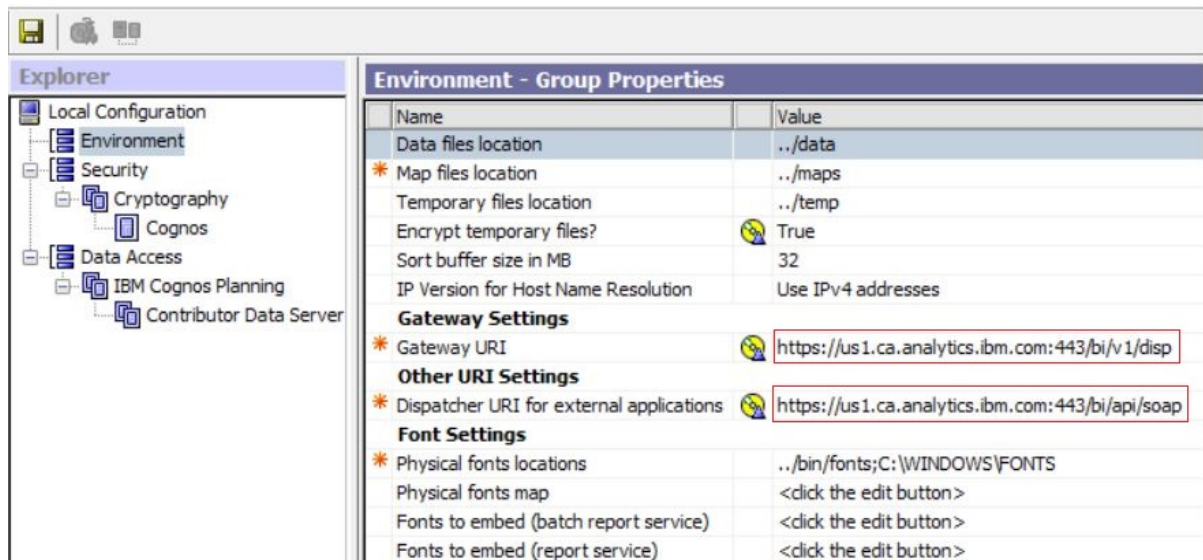 Explorer
Local Configuration
Environment
Security
Cryptography
Cognos
Data Access
IBM Cognos Planning
Contributor Data Server
Environment - Group Properties
Name Value
Data files location ../data
* Map files location ../maps
Temporary files location ../temp
Encrypt temporary files? True
Sort buffer size in MB 32
IP Version for Host Name Resolution Use IPv4 addresses
Gateway Settings
* Gateway URI https://us1.ca.analytics.ibm.com:443/bi/v1/disp
Other URI Settings
* Dispatcher URI for external applications https://us1.ca.analytics.ibm.com:443/bi/api/soap
Font Settings
* Physical fonts locations ../bin/fonts;C:\WINDOWS\FONTS
Physical fonts map <click the edit button>
Fonts to embed (batch report service) <click the edit button>
Fonts to embed (report service) <click the edit button>